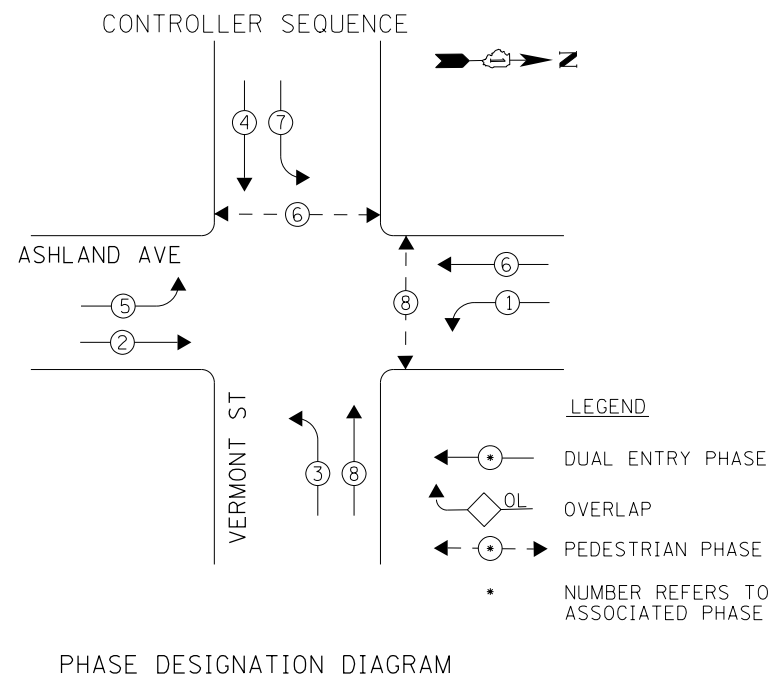 CONTROLLER SEQUENCE
N
4
7
6
ASHLAND AVE
6
5
8
1
2
LEGEND
VERMONT ST
3
8
* DUAL ENTRY PHASE
OL OVERLAP
* PEDESTRIAN PHASE
* NUMBER REFERS TO
ASSOCIATED PHASE
PHASE DESIGNATION DIAGRAM